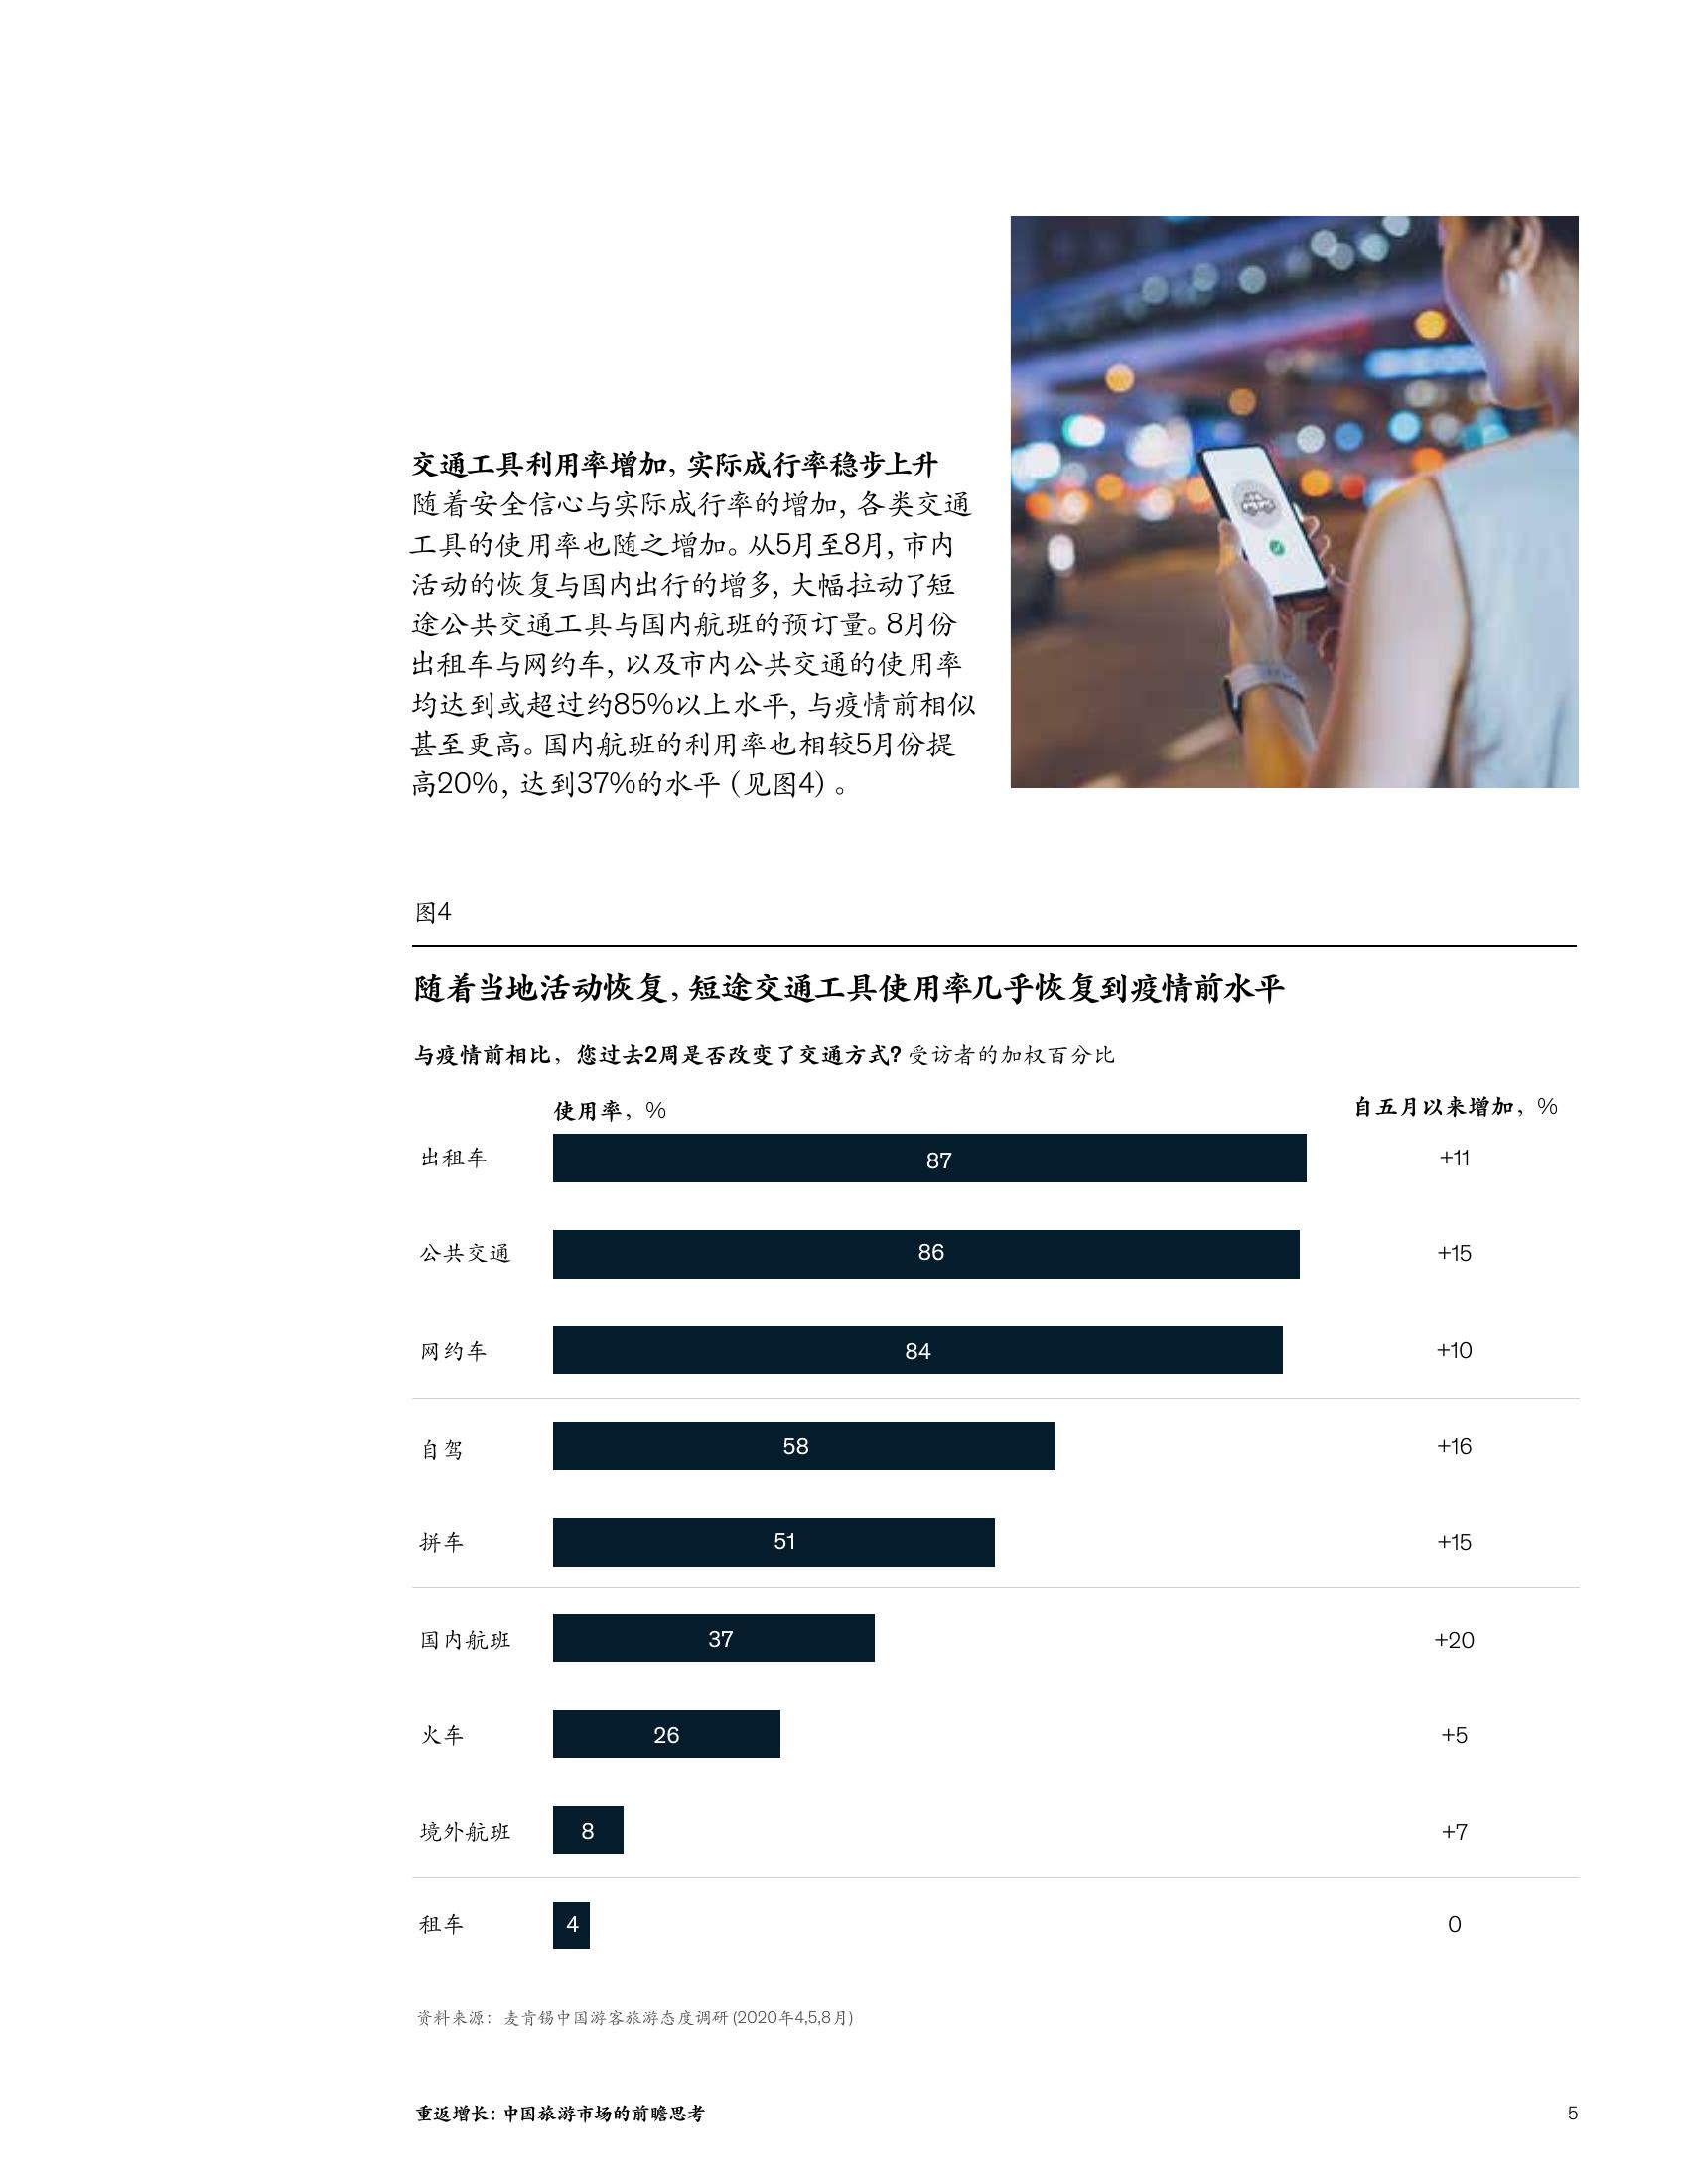 交通工具利用率增加, 实际成行率稳步上升
随着安全信心与实际成行率的增加, 各类交通
工具的使用率也随之增加。从5月至8月, 市内
活动的恢复与国内出行的增多, 大幅拉动了短
途公共交通工具与国内航班的预订量。8月份
出租车与网约车, 以及市内公共交通的使用率
均达到或超过约85%以上水平, 与疫情前相似
甚至更高。国内航班的利用率也相较5月份提
高20%, 达到37%的水平 (见图4) 。
图4
随着当地活动恢复, 短途交通工具使用率几乎恢复到疫情前水平
与疫情前相比, 您过去2周是否改变了交通方式? 受访者的加权百分比
使用率, % 自五月以来增加, %
出租车 87 +11
公共交通 86 +15
网约车 84 +10
自驾 58 +16
拼车 51 +15
国内航班 37 +20
火车 26 +5
境外航班 8 +7
租车 4 0
资料来源: 麦肯锡中国游客旅游态度调研 (2020年4,5,8月)
重返增长: 中国旅游市场的前瞻思考 5